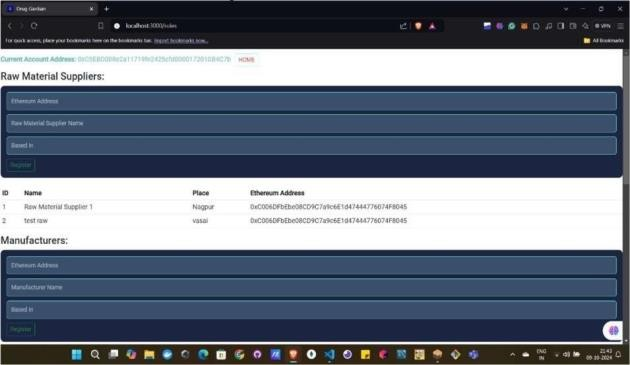 Drug Gardian
localhost:3000/roles
VPN
For quick access, place your bookmarks here on the bookmarks bar. Import bookmarks now...
All Bookmarks
Current Account Address: HOME
Raw Material Suppliers:
Ethereum Address
Raw Material Supplier Name
Based In
Register
ID Name Place Ethereum Address
1 Raw Material Supplier 1 Nagpur 0xC006DFbEbe08CD9C7a9c6E1d47444776074F8045
2 test raw vasai 0xC006DFbEbe08CD9C7a9c6E1d47444776074F8045
Manufacturers:
Ethereum Address
Manufacturer Name
Based In
Register
ENG
IN
21:43
09-10-2024